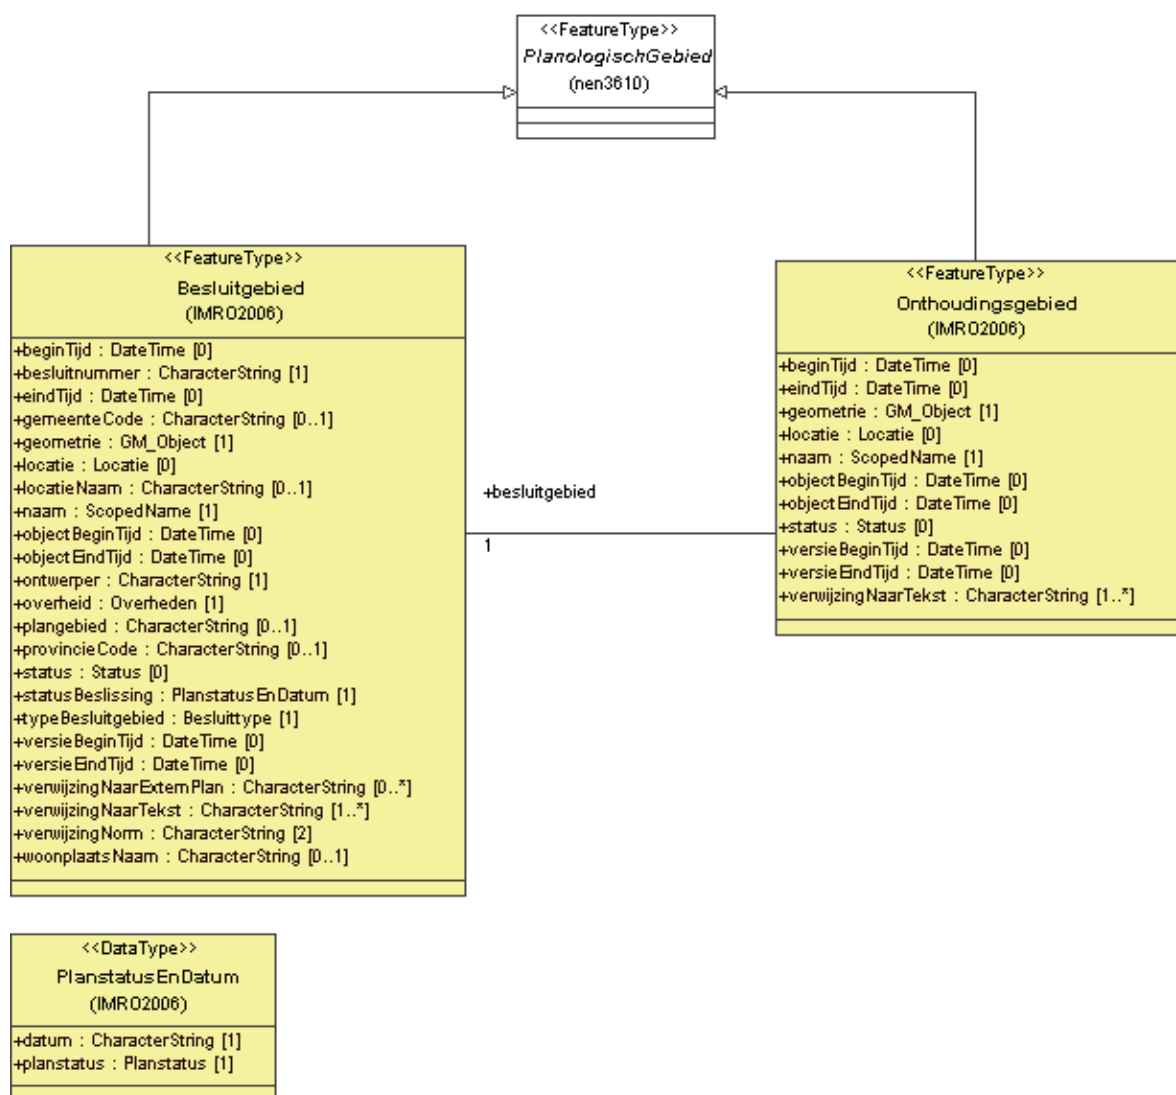 <<FeatureType>>
PlanologischGebied
(nen3610)
<<FeatureType>>
Besluitgebied
(IMRO2006)
+beginTijd : DateTime [0]
+besluitnummer : CharacterString [1]
+eindTijd : DateTime [0]
+gemeenteCode : CharacterString [0..1]
+geometrie : GM_Object [1]
+locatie : Locatie [0]
+locatieNaam : CharacterString [0..1]
+naam : ScopedName [1]
+objectBeginTijd : DateTime [0]
+objectEindTijd : DateTime [0]
+ontwerper : CharacterString [1]
+overheid : Overheden [1]
+plangebied : CharacterString [0..1]
+provincieCode : CharacterString [0..1]
+status : Status [0]
+statusBeslissing : PlanstatusEnDatum [1]
+typeBesluitgebied : Besluittype [1]
+versieBeginTijd : DateTime [0]
+versieEindTijd : DateTime [0]
+verwijzingNaarExternPlan : CharacterString [0..*]
+verwijzingNaarTekst : CharacterString [1..*]
+verwijzingNorm : CharacterString [2]
+woonplaatsNaam : CharacterString [0..1]
+besluitgebied
1
<<FeatureType>>
Onthoudingsgebied
(IMRO2006)
+beginTijd : DateTime [0]
+eindTijd : DateTime [0]
+geometrie : GM_Object [1]
+locatie : Locatie [0]
+naam : ScopedName [1]
+objectBeginTijd : DateTime [0]
+objectEindTijd : DateTime [0]
+status : Status [0]
+versieBeginTijd : DateTime [0]
+versieEindTijd : DateTime [0]
+verwijzingNaarTekst : CharacterString [1..*]
<<DataType>>
PlanstatusEnDatum
(IMRO2006)
+datum : CharacterString [1]
+planstatus : Planstatus [1]